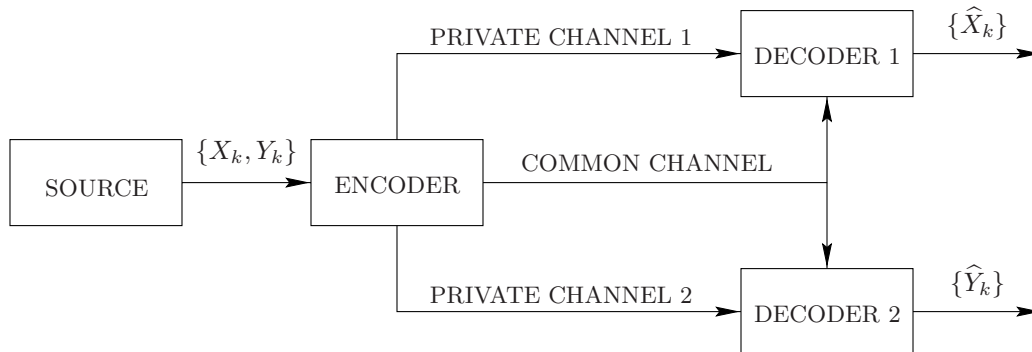 PRIVATE CHANNEL 1
DECODER 1
{X̂_k}
SOURCE
{X_k, Y_k}
ENCODER
COMMON CHANNEL
PRIVATE CHANNEL 2
DECODER 2
{Ŷ_k}